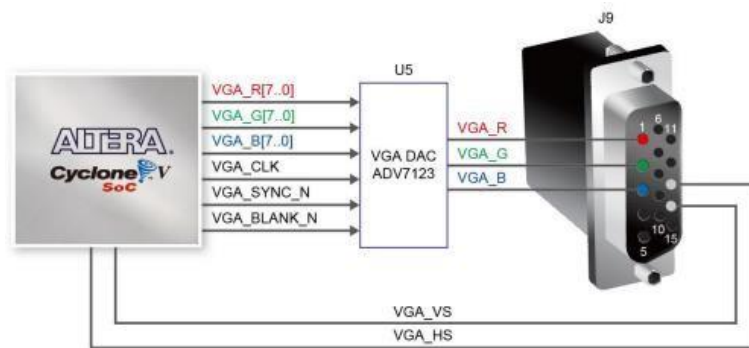 J9
U5
VGA_R[7..0]
VGA_G[7..0]
VGA_B[7..0]
VGA_CLK
VGA_SYNC_N
VGA_BLANK_N
ALTERA®
Cyclone V
SoC
VGA DAC
ADV7123
VGA_R
VGA_G
VGA_B
1
6
11
5
10
15
VGA_VS
VGA_HS